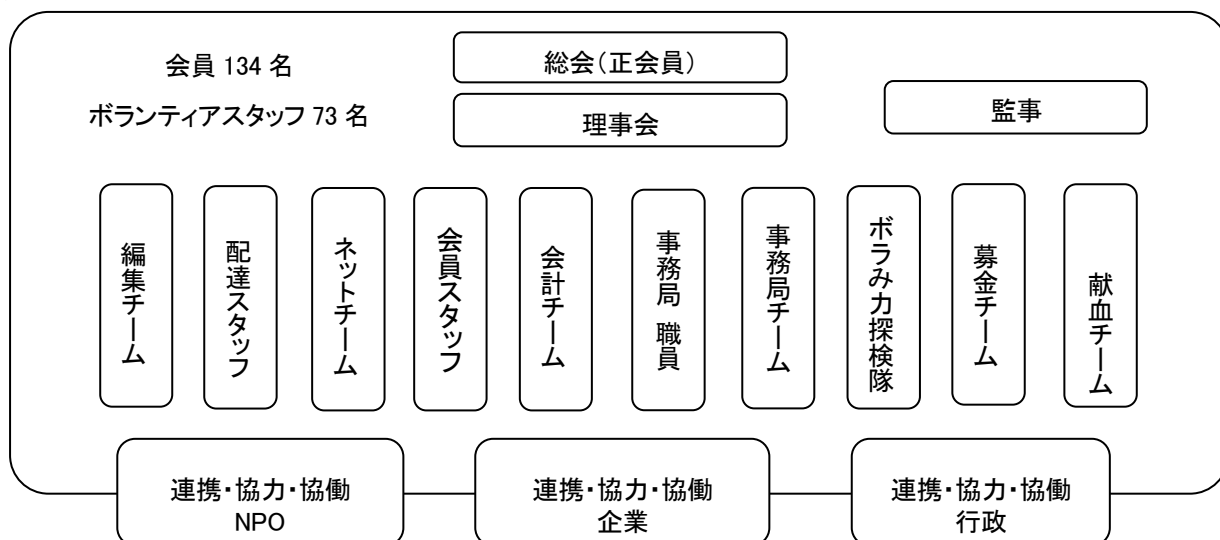 会員 134 名
ボランティアスタッフ 73 名
総会（正会員）
理事会
監事
編集チーム
配達スタッフ
ネットチーム
会員スタッフ
会計チーム
事務局 職員
事務局チーム
ボラみ力探検隊
募金チーム
献血チーム
連携・協力・協働
NPO
連携・協力・協働
企業
連携・協力・協働
行政